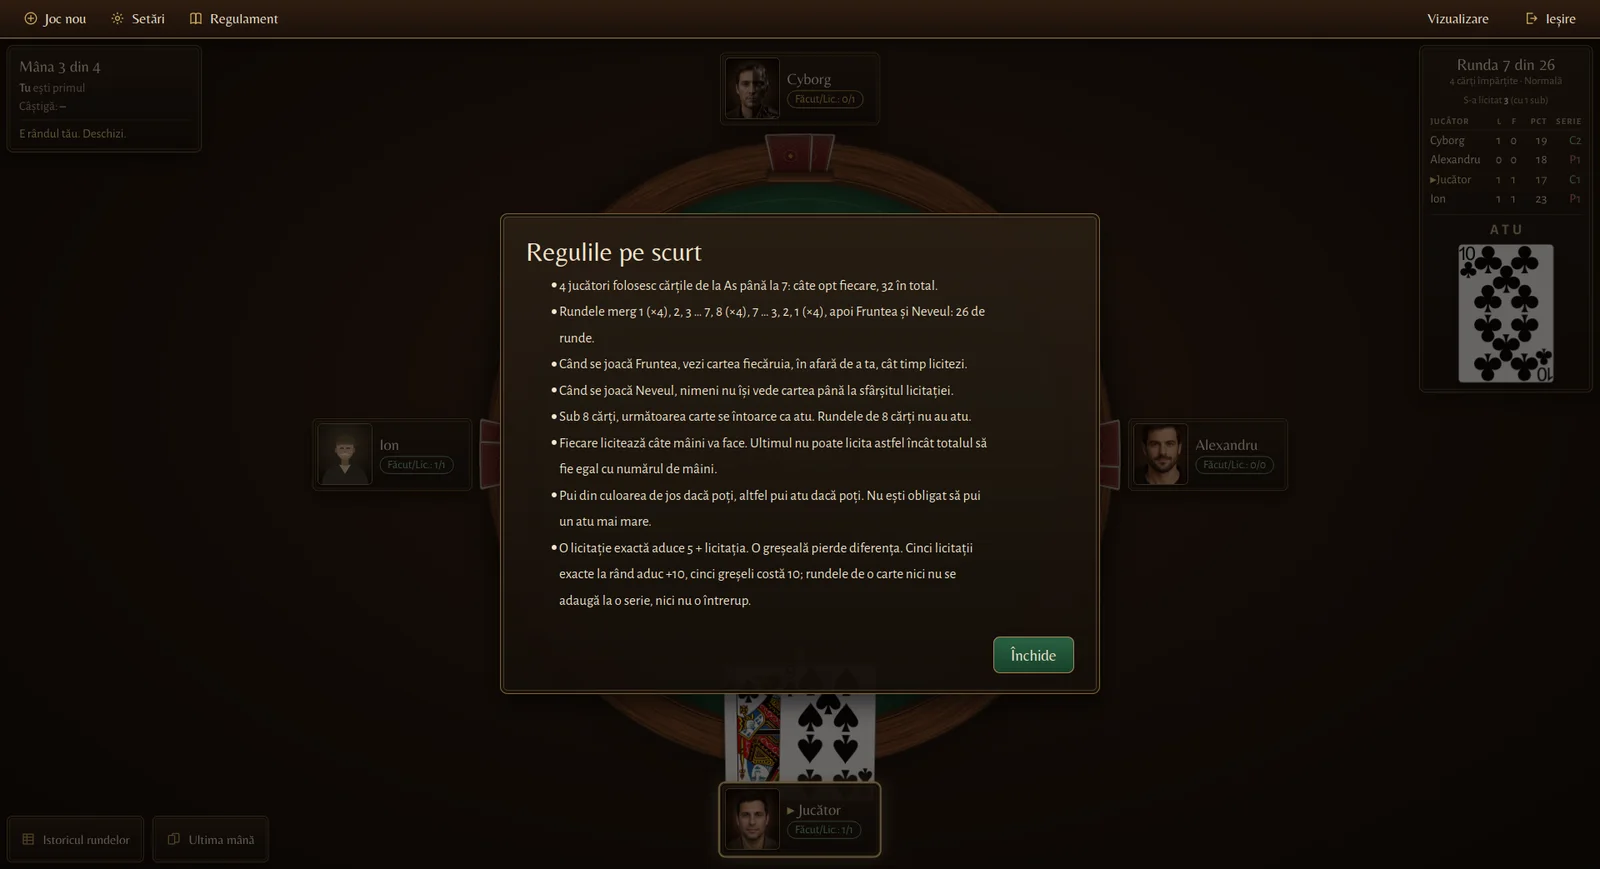 Joc nou
Setări
Regulament
Vizualizare
Ieșire
Mâna 3 din 4
Tu ești primul
Câștigă: –
E rândul tău. Deschizi.
Cyborg
Făcut/Lic.: 0/1
Runda 7 din 26
4 cărți împărțite · Normală
S-a licitat 3 (cu 1 sub)
JUCĂTOR L F PCT SERIE
Cyborg 1 0 19 C2
Alexandru 0 0 18 P1
▸Jucător 1 1 17 C1
Ion 1 1 23 P1
ATU
10
10
Regulile pe scurt
• 4 jucători folosesc cărțile de la As până la 7: câte opt fiecare, 32 în total.
• Rundele merg 1 (×4), 2, 3 … 7, 8 (×4), 7 … 3, 2, 1 (×4), apoi Fruntea și Neveul: 26 de
runde.
• Când se joacă Fruntea, vezi cartea fiecăruia, în afară de a ta, cât timp licitezi.
• Când se joacă Neveul, nimeni nu își vede cartea până la sfârșitul licitației.
• Sub 8 cărți, următoarea carte se întoarce ca atu. Rundele de 8 cărți nu au atu.
• Fiecare licitează câte mâini va face. Ultimul nu poate licita astfel încât totalul să
fie egal cu numărul de mâini.
• Pui din culoarea de jos dacă poți, altfel pui atu dacă poți. Nu ești obligat să pui
un atu mai mare.
• O licitație exactă aduce 5 + licitația. O greșeală pierde diferența. Cinci licitații
exacte la rând aduc +10, cinci greșeli costă 10; rundele de o carte nici nu se
adaugă la o serie, nici nu o întrerup.
Închide
Ion
Făcut/Lic.: 1/1
Alexandru
Făcut/Lic.: 0/0
▸Jucător
Făcut/Lic.: 1/1
Istoricul rundelor
Ultima mână